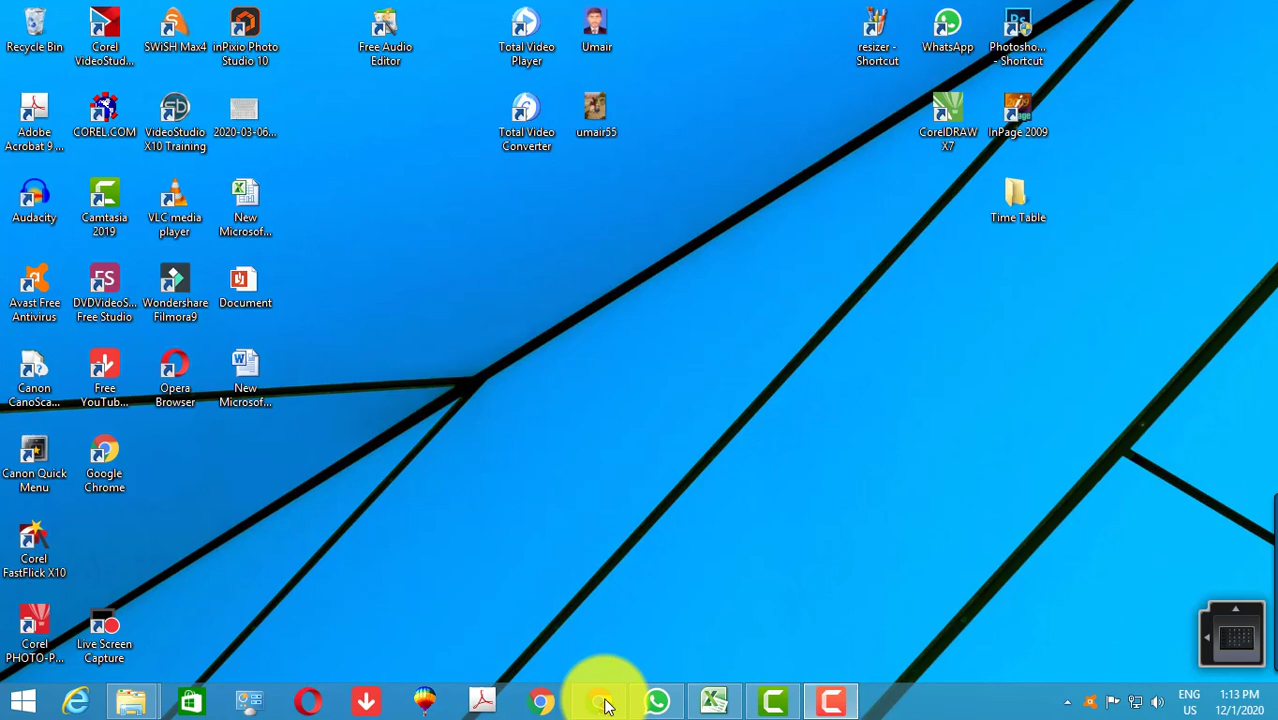 Recycle Bin
Corel
VideoStud...
SWiSH Max4
inPixio Photo
Studio 10
Free Audio
Editor
Total Video
Player
Umair
resizer -
Shortcut
WhatsApp
Photosho...
- Shortcut
Adobe
Acrobat 9 ...
COREL.COM
VideoStudio
X10 Training
2020-03-06...
Total Video
Converter
umair55
CorelDRAW
X7
InPage 2009
Audacity
Camtasia
2019
VLC media
player
New
Microsof...
Time Table
Avast Free
Antivirus
DVDVideoS...
Free Studio
Wondershare
Filmora9
Document
Canon
CanoSca...
Free
YouTub...
Opera
Browser
New
Microsof...
Canon Quick
Menu
Google
Chrome
Corel
FastFlick X10
Corel
PHOTO-P...
Live Screen
Capture
ENG
US
1:13 PM
12/1/2020